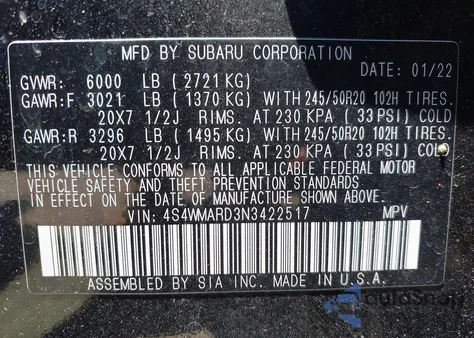 MFD BY SUBARU CORPORATION
DATE: 01/22
GVWR: 6000 LB (2721 KG)
GAWR:F 3021 LB (1370 KG) WITH 245/50R20 102H TIRES.
20X7 1/2J RIMS. AT 230 KPA (33 PSI) COLD
GAWR:R 3296 LB (1495 KG) WITH 245/50R20 102H TIRES.
20X7 1/2J RIMS. AT 230 KPA (33 PSI) COLD
THIS VEHICLE CONFORMS TO ALL APPLICABLE FEDERAL MOTOR
VEHICLE SAFETY AND THEFT PREVENTION STANDARDS
IN EFFECT ON THE DATE OF MANUFACTURE SHOWN ABOVE.
VIN: 4S4WMARD3N3422517 MPV
ASSEMBLED BY SIA INC. MADE IN U.S.A.